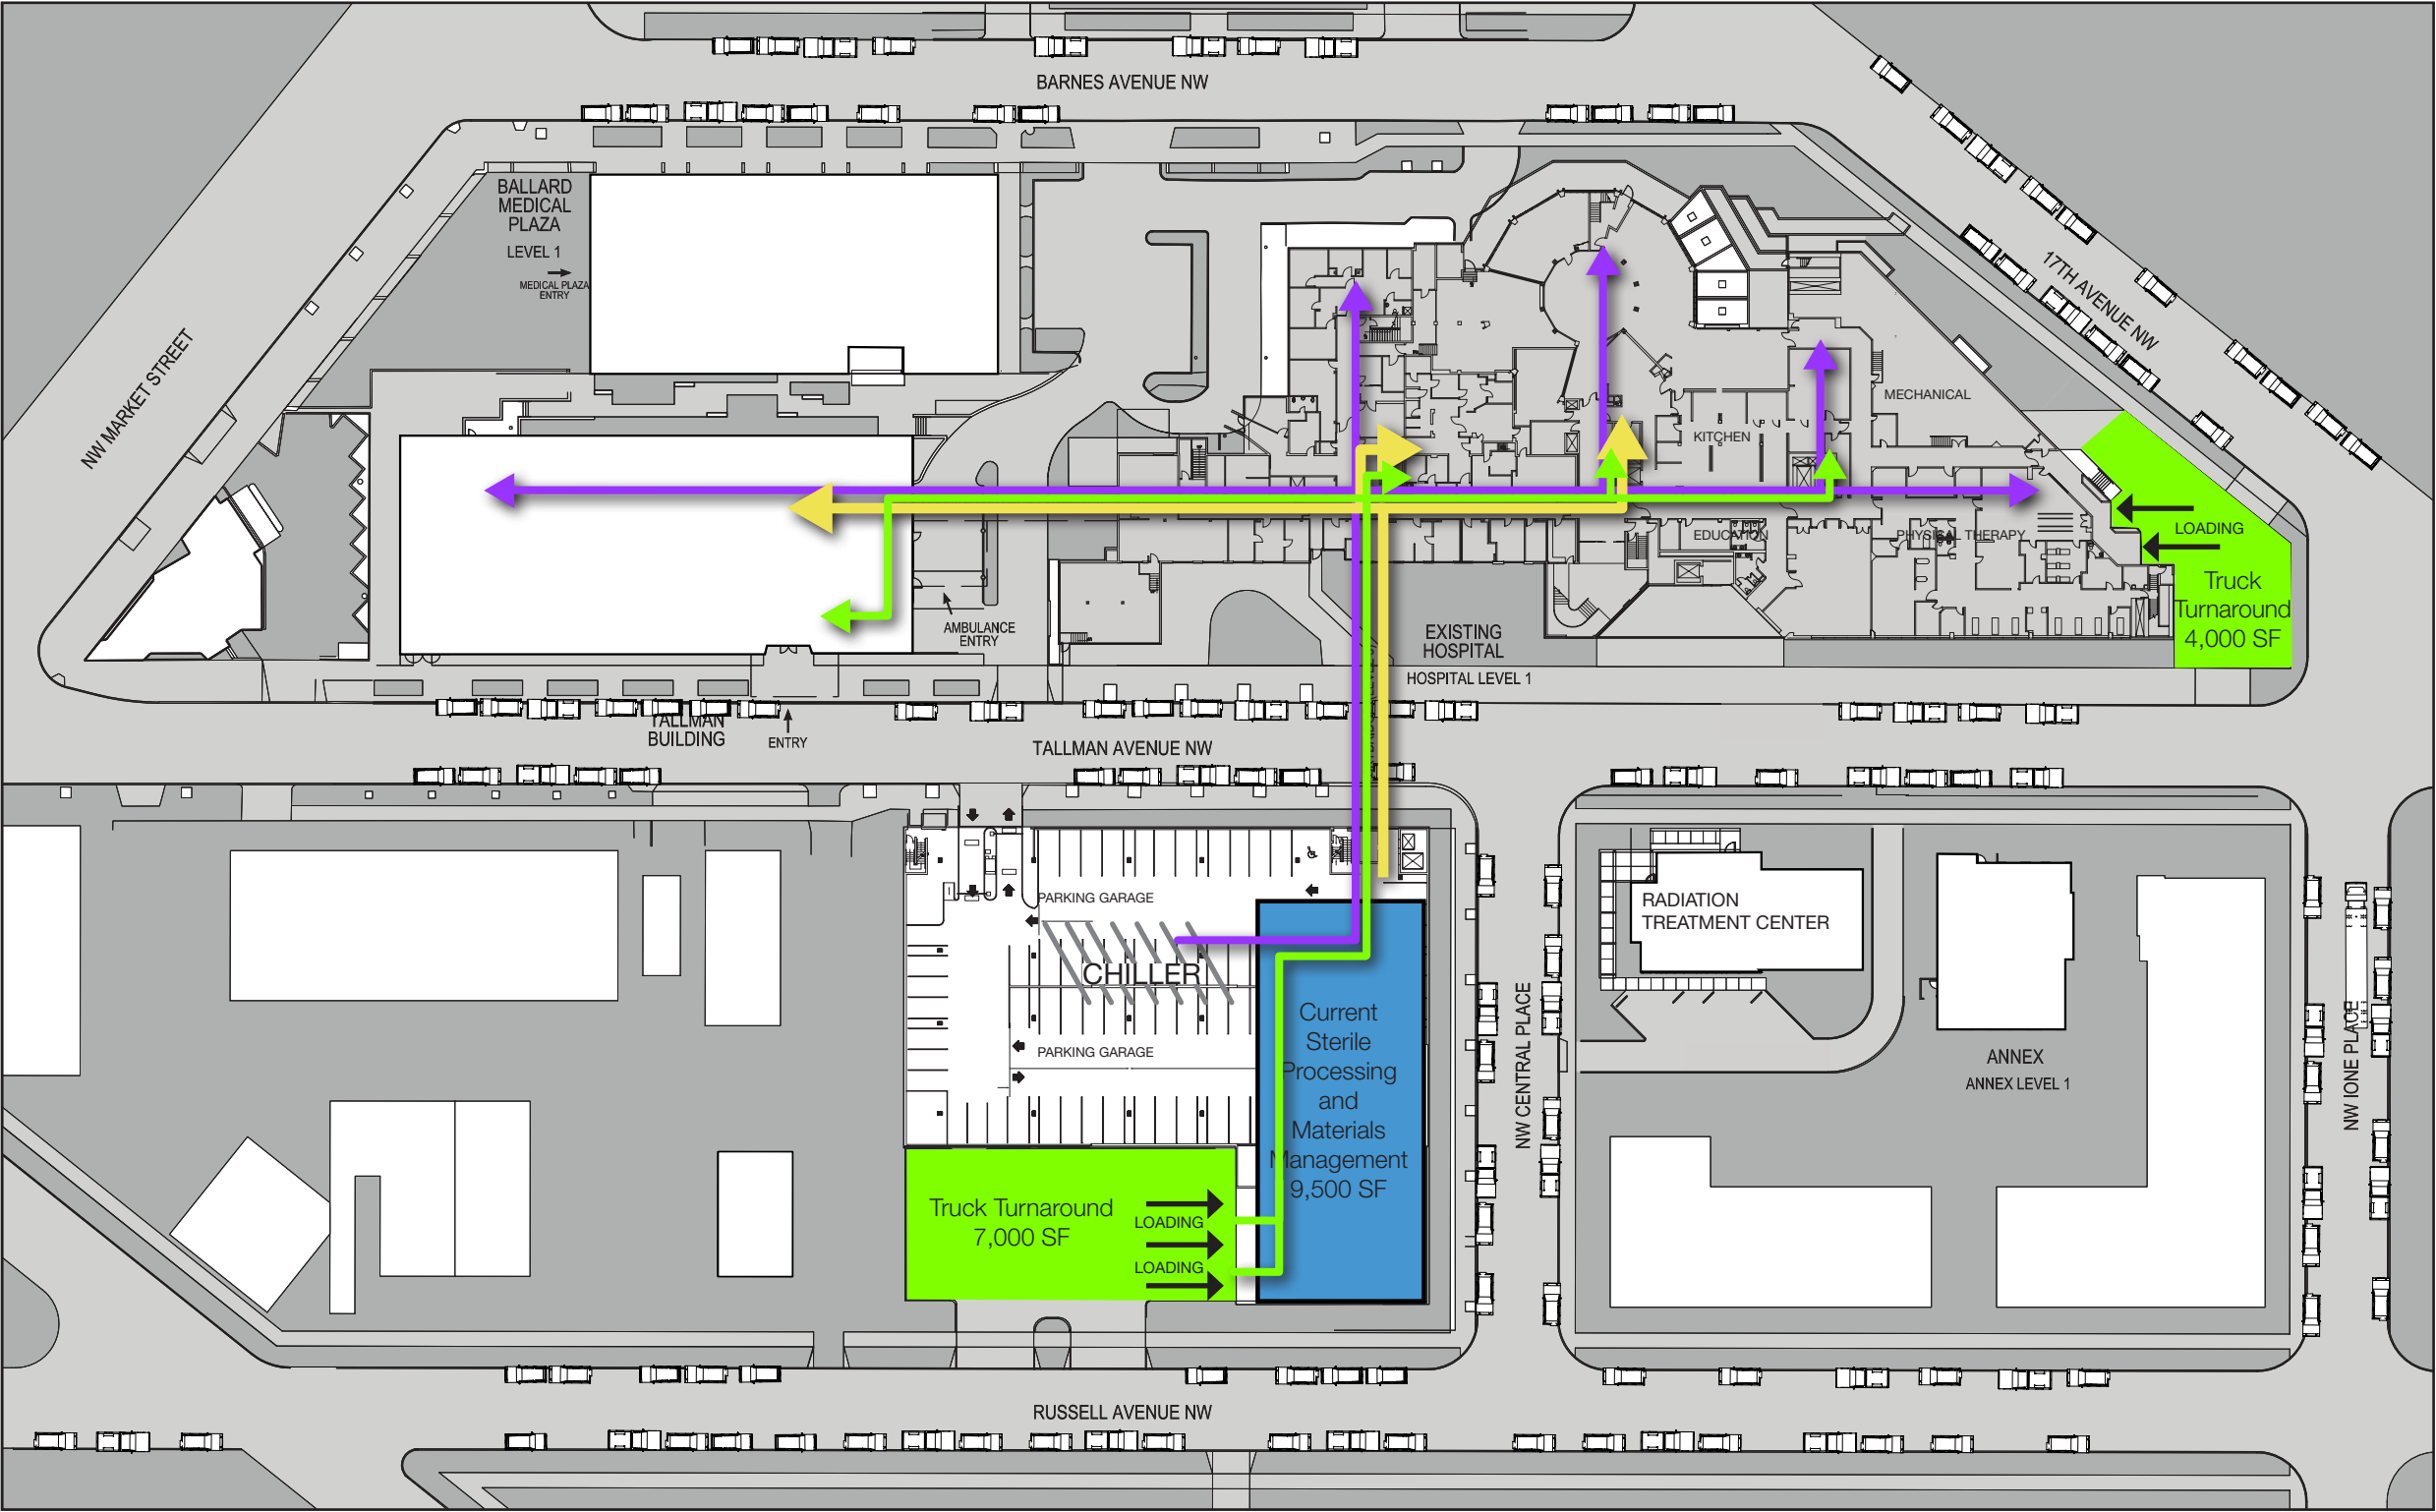 BARNES AVENUE NW
BALLARD
MEDICAL
PLAZA
LEVEL 1
MEDICAL PLAZA
ENTRY
NW MARKET STREET
17TH AVENUE NW
MECHANICAL
KITCHEN
EDUCATION
PHYSICAL THERAPY
LOADING
Truck
Turnaround
4,000 SF
AMBULANCE
ENTRY
EXISTING
HOSPITAL
HOSPITAL LEVEL 1
TALLMAN
BUILDING
ENTRY
TALLMAN AVENUE NW
PARKING GARAGE
CHILLER
PARKING GARAGE
Current
Sterile
Processing
and
Materials
Management
9,500 SF
Truck Turnaround
7,000 SF
LOADING
LOADING
NW CENTRAL PLACE
RADIATION
TREATMENT CENTER
ANNEX
ANNEX LEVEL 1
NW IONE PLACE
RUSSELL AVENUE NW